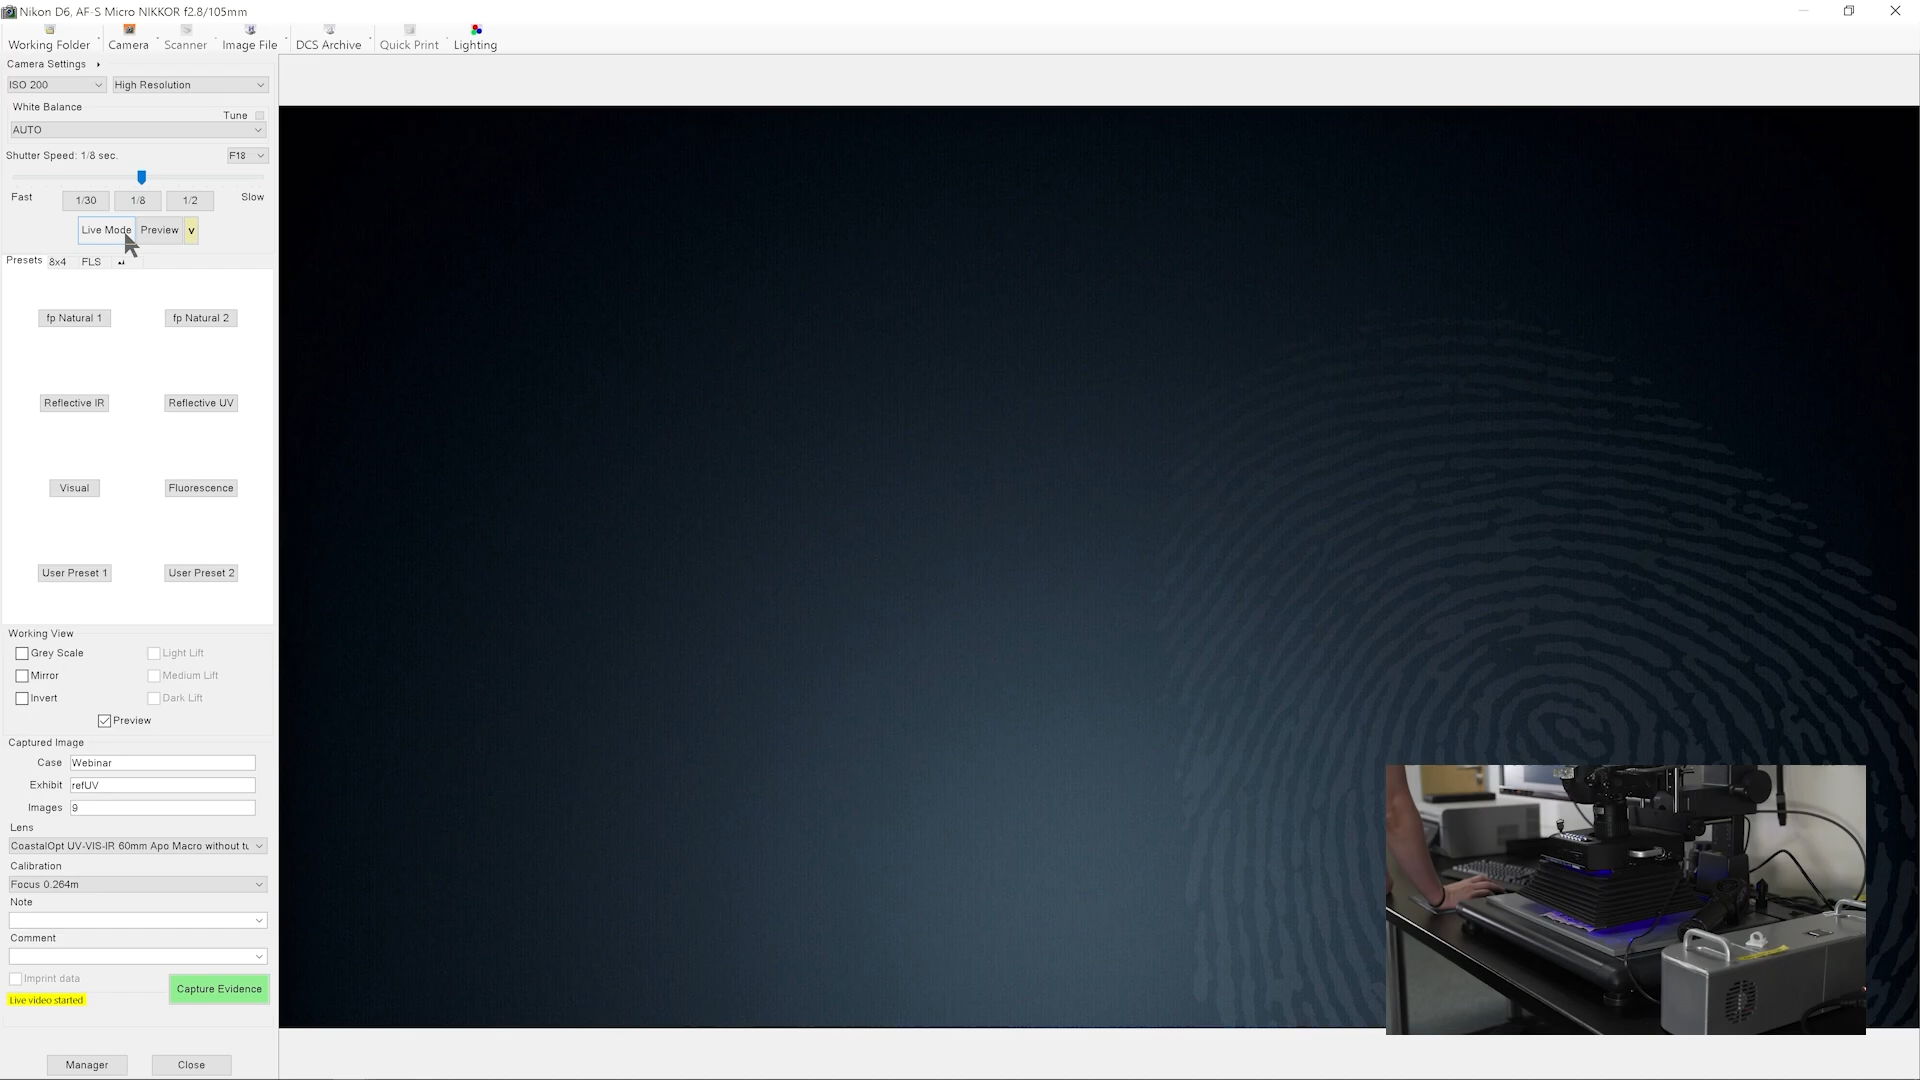 Nikon D6, AF-S Micro NIKKOR f2.8/105mm
Working Folder Camera Scanner Image File DCS Archive Quick Print Lighting
Camera Settings
ISO 200 High Resolution
White Balance
Tune
AUTO
Shutter Speed: 1/8 sec. F18
Fast 1/30 1/8 1/2 Slow
Live Mode Preview v
Presets 8x4 FLS
fp Natural 1 fp Natural 2
Reflective IR Reflective UV
Visual Fluorescence
User Preset 1 User Preset 2
Working View
Grey Scale Light Lift
Mirror Medium Lift
Invert Dark Lift
Preview
Captured Image
Case Webinar
Exhibit refUV
Images 9
Lens
CoastalOpt UV-VIS-IR 60mm Apo Macro without tu
Calibration
Focus 0.264m
Note
Comment
Imprint data
Capture Evidence
Live video started
Manager Close